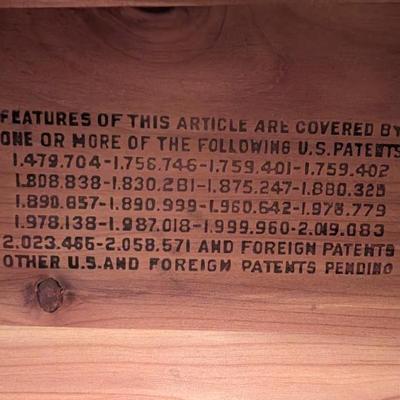 FEATURES OF THIS ARTICLE ARE COVERED BY
ONE OR MORE OF THE FOLLOWING U.S. PATENTS
1.479.704-1.756.746-1.759.401-1.759.402
1.808.838-1.830.281-1.875.247-1.880.325
1.890.857-1.890.999-1.960.642-1.976.779
1.978.138-1.987.018-1.999.960-2.019.083
2.023.465-2.058.571 AND FOREIGN PATENTS
OTHER U.S. AND FOREIGN PATENTS PENDING